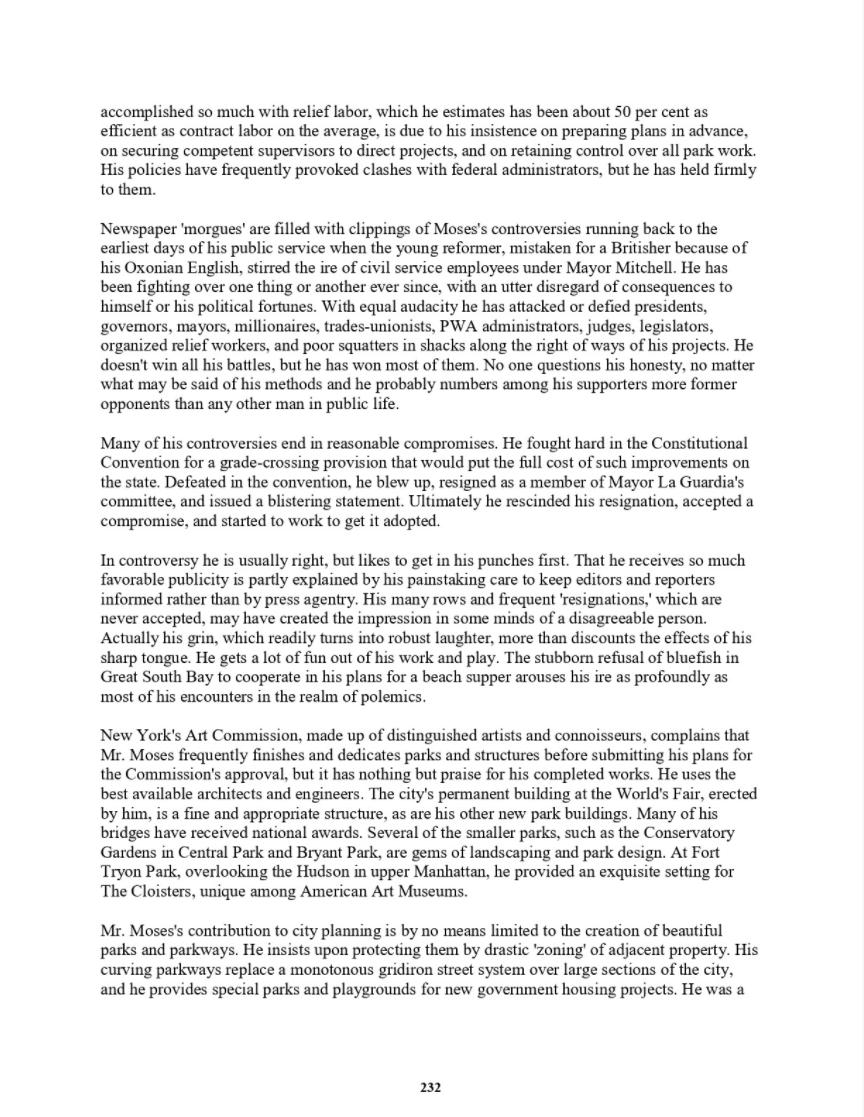 accomplished so much with relief labor, which he estimates has been about 50 per cent as
efficient as contract labor on the average, is due to his insistence on preparing plans in advance,
on securing competent supervisors to direct projects, and on retaining control over all park work.
His policies have frequently provoked clashes with federal administrators, but he has held firmly
to them.
Newspaper 'morgues' are filled with clippings of Moses's controversies running back to the
earliest days of his public service when the young reformer, mistaken for a Britisher because of
his Oxonian English, stirred the ire of civil service employees under Mayor Mitchell. He has
been fighting over one thing or another ever since, with an utter disregard of consequences to
himself or his political fortunes. With equal audacity he has attacked or defied presidents,
governors, mayors, millionaires, trades-unionists, PWA administrators, judges, legislators,
organized relief workers, and poor squatters in shacks along the right of ways of his projects. He
doesn't win all his battles, but he has won most of them. No one questions his honesty, no matter
what may be said of his methods and he probably numbers among his supporters more former
opponents than any other man in public life.
Many of his controversies end in reasonable compromises. He fought hard in the Constitutional
Convention for a grade-crossing provision that would put the full cost of such improvements on
the state. Defeated in the convention, he blew up, resigned as a member of Mayor La Guardia's
committee, and issued a blistering statement. Ultimately he rescinded his resignation, accepted a
compromise, and started to work to get it adopted.
In controversy he is usually right, but likes to get in his punches first. That he receives so much
favorable publicity is partly explained by his painstaking care to keep editors and reporters
informed rather than by press agentry. His many rows and frequent 'resignations,' which are
never accepted, may have created the impression in some minds of a disagreeable person.
Actually his grin, which readily turns into robust laughter, more than discounts the effects of his
sharp tongue. He gets a lot of fun out of his work and play. The stubborn refusal of bluefish in
Great South Bay to cooperate in his plans for a beach supper arouses his ire as profoundly as
most of his encounters in the realm of polemics.
New York's Art Commission, made up of distinguished artists and connoisseurs, complains that
Mr. Moses frequently finishes and dedicates parks and structures before submitting his plans for
the Commission's approval, but it has nothing but praise for his completed works. He uses the
best available architects and engineers. The city's permanent building at the World's Fair, erected
by him, is a fine and appropriate structure, as are his other new park buildings. Many of his
bridges have received national awards. Several of the smaller parks, such as the Conservatory
Gardens in Central Park and Bryant Park, are gems of landscaping and park design. At Fort
Tryon Park, overlooking the Hudson in upper Manhattan, he provided an exquisite setting for
The Cloisters, unique among American Art Museums.
Mr. Moses's contribution to city planning is by no means limited to the creation of beautiful
parks and parkways. He insists upon protecting them by drastic 'zoning' of adjacent property. His
curving parkways replace a monotonous gridiron street system over large sections of the city,
and he provides special parks and playgrounds for new government housing projects. He was a
232